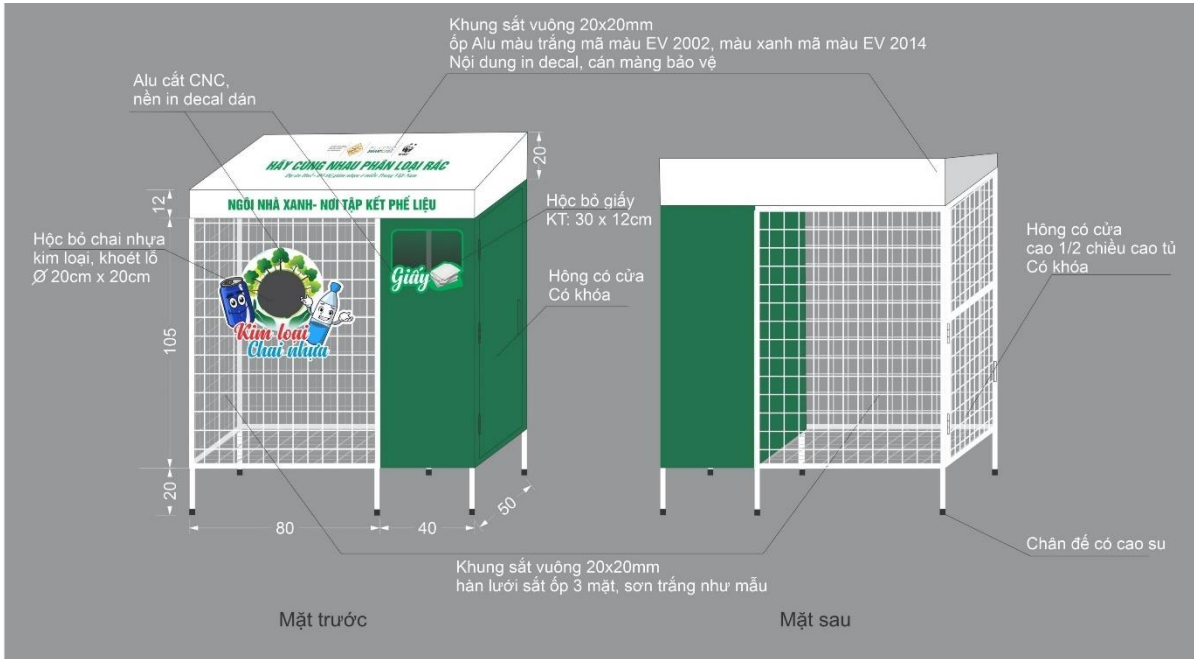 Khung sắt vuông 20x20mm
ốp Alu màu trắng mã màu EV 2002, màu xanh mã màu EV 2014
Nội dung in decal, cán màng bảo vệ
Alu cắt CNC,
nền in decal dán
HÃY CÙNG NHAU PHÂN LOẠI RÁC
NGÔI NHÀ XANH- NƠI TẬP KẾT PHẾ LIỆU
20
12
Hộc bỏ chai nhựa
kim loại, khoét lỗ
Ø 20cm x 20cm
Kim loại
Chai nhựa
Giấy
Hộc bỏ giấy
KT: 30 x 12cm
Hông có cửa
Có khóa
Hông có cửa
cao 1/2 chiều cao tủ
Có khóa
105
20
80
40
50
Chân đế có cao su
Khung sắt vuông 20x20mm
hàn lưới sắt ốp 3 mặt, sơn trắng như mẫu
Mặt trước
Mặt sau